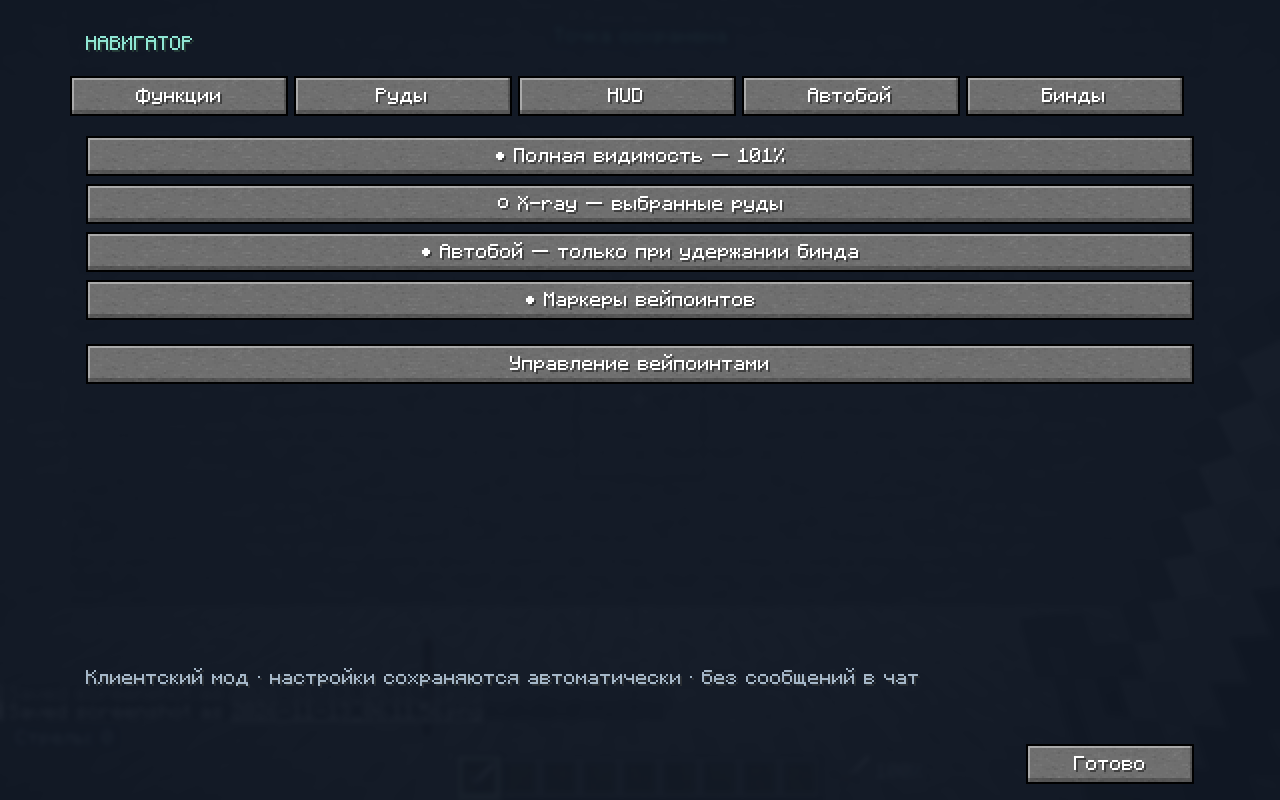 НАВИГАТОР
Функции Руды HUD Автобой Бинды
● Полная видимость — 101%
○ X-ray — выбранные руды
● Автобой — только при удержании бинда
● Маркеры вейпоинтов
Управление вейпоинтами
Клиентский мод · настройки сохраняются автоматически · без сообщений в чат
Готово